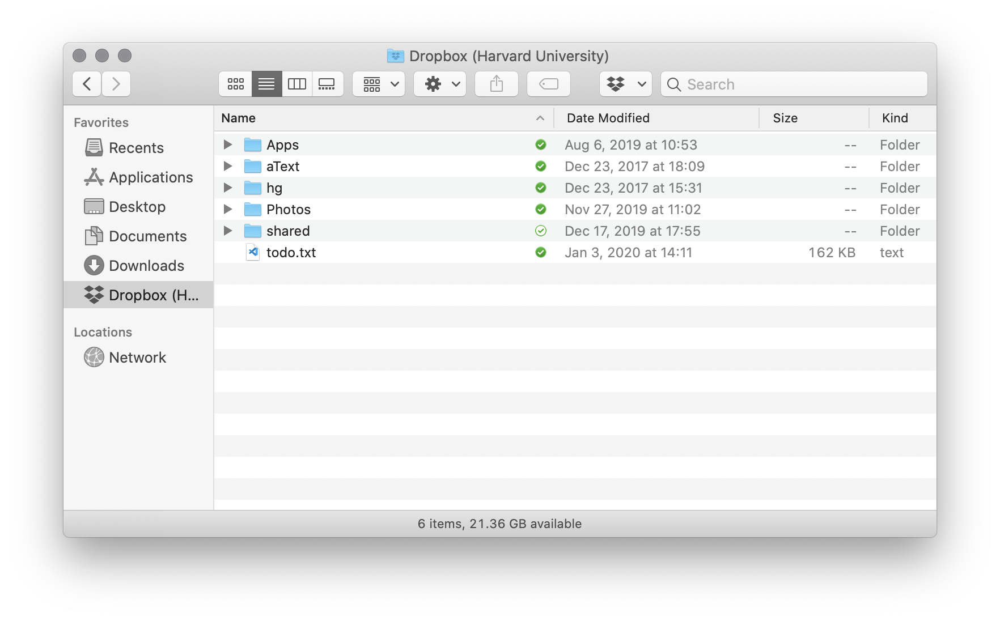 Dropbox (Harvard University)
Search
Favorites
Recents
Applications
Desktop
Documents
Downloads
Dropbox (H...
Locations
Network
Name Date Modified Size Kind
Apps Aug 6, 2019 at 10:53 -- Folder
aText Dec 23, 2017 at 18:09 -- Folder
hg Dec 23, 2017 at 15:31 -- Folder
Photos Nov 27, 2019 at 11:02 -- Folder
shared Dec 17, 2019 at 17:55 -- Folder
todo.txt Jan 3, 2020 at 14:11 162 KB text
6 items, 21.36 GB available